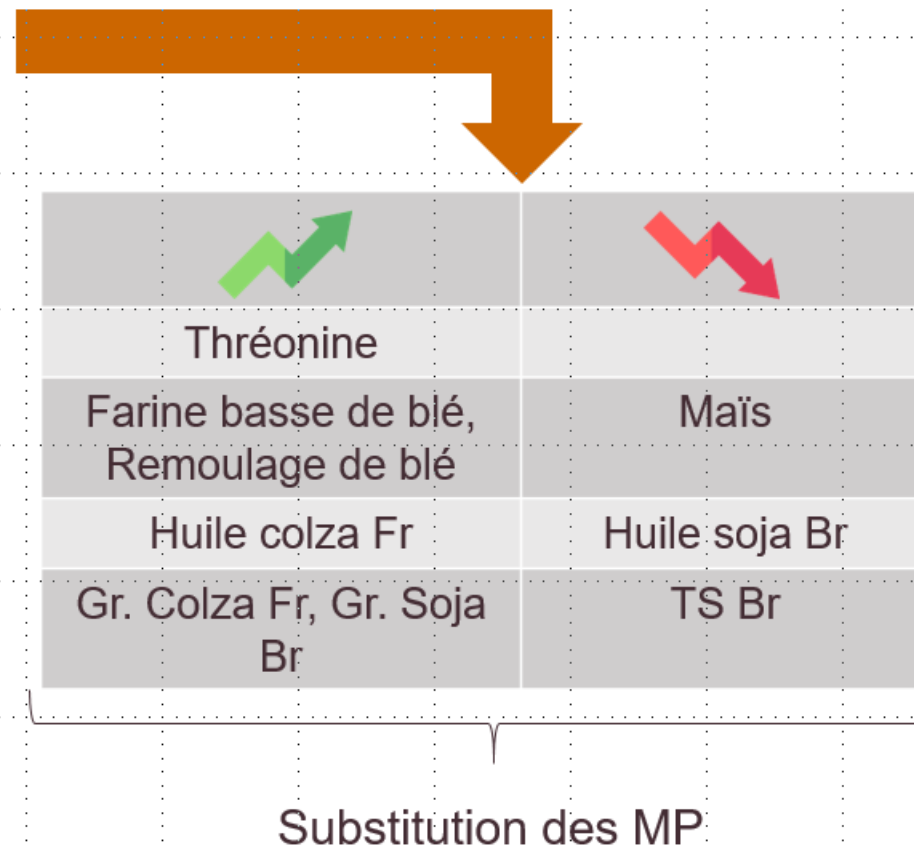 Thréonine
Farine basse de blé,
Maïs
Remoulage de blé
Huile colza Fr
Huile soja Br
Gr. Colza Fr, Gr. Soja
TS Br
Br
Substitution des MP